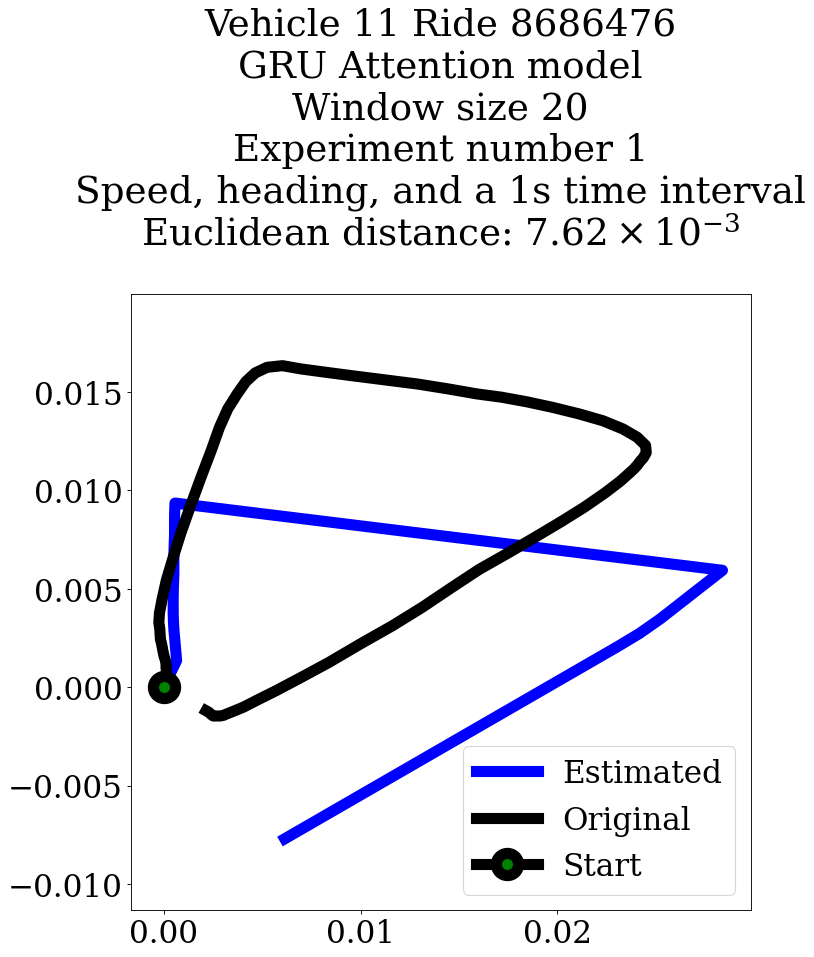 Vehicle 11 Ride 8686476
GRU Attention model
Window size 20
Experiment number 1
Speed, heading, and a 1s time interval
Euclidean distance: 7.62 × 10⁻³
0.015
0.010
0.005
0.000
−0.005
−0.010
0.00
0.01
0.02
Estimated
Original
Start